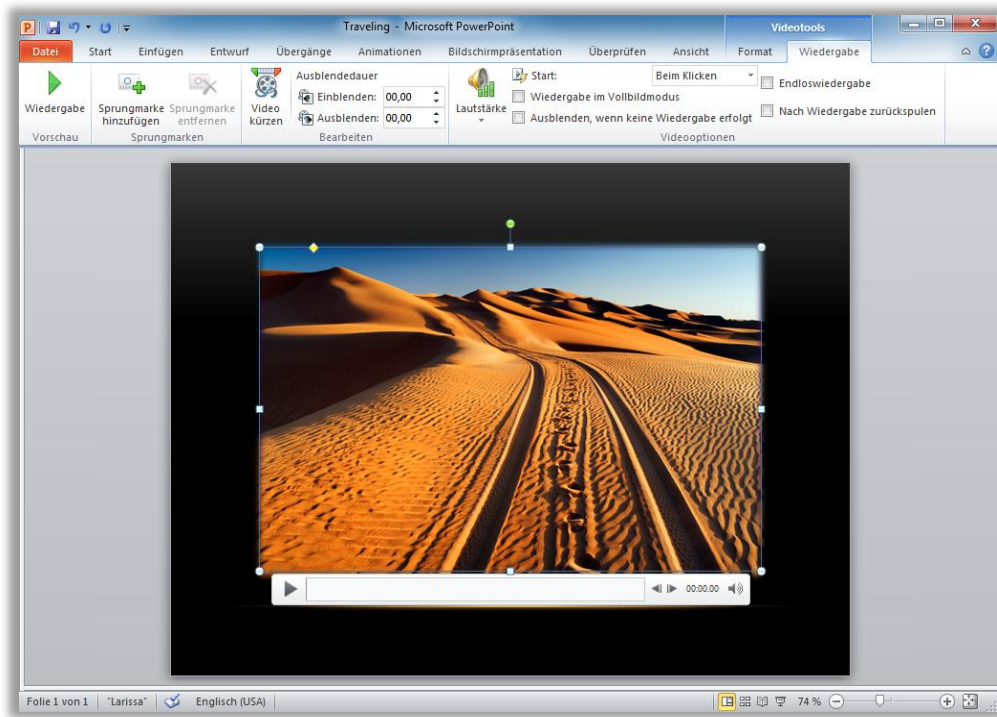 Traveling - Microsoft PowerPoint
Videotools
Datei Start Einfügen Entwurf Übergänge Animationen Bildschirmpräsentation Überprüfen Ansicht Format Wiedergabe
Wiedergabe
Vorschau
Sprungmarke hinzufügen
Sprungmarke entfernen
Sprungmarken
Video kürzen
Ausblendedauer
Einblenden: 00,00
Ausblenden: 00,00
Bearbeiten
Lautstärke
Start: Beim Klicken
Wiedergabe im Vollbildmodus
Ausblenden, wenn keine Wiedergabe erfolgt
Endloswiedergabe
Nach Wiedergabe zurückspulen
Videooptionen
00:00.00
Folie 1 von 1 "Larissa" Englisch (USA) 74 %